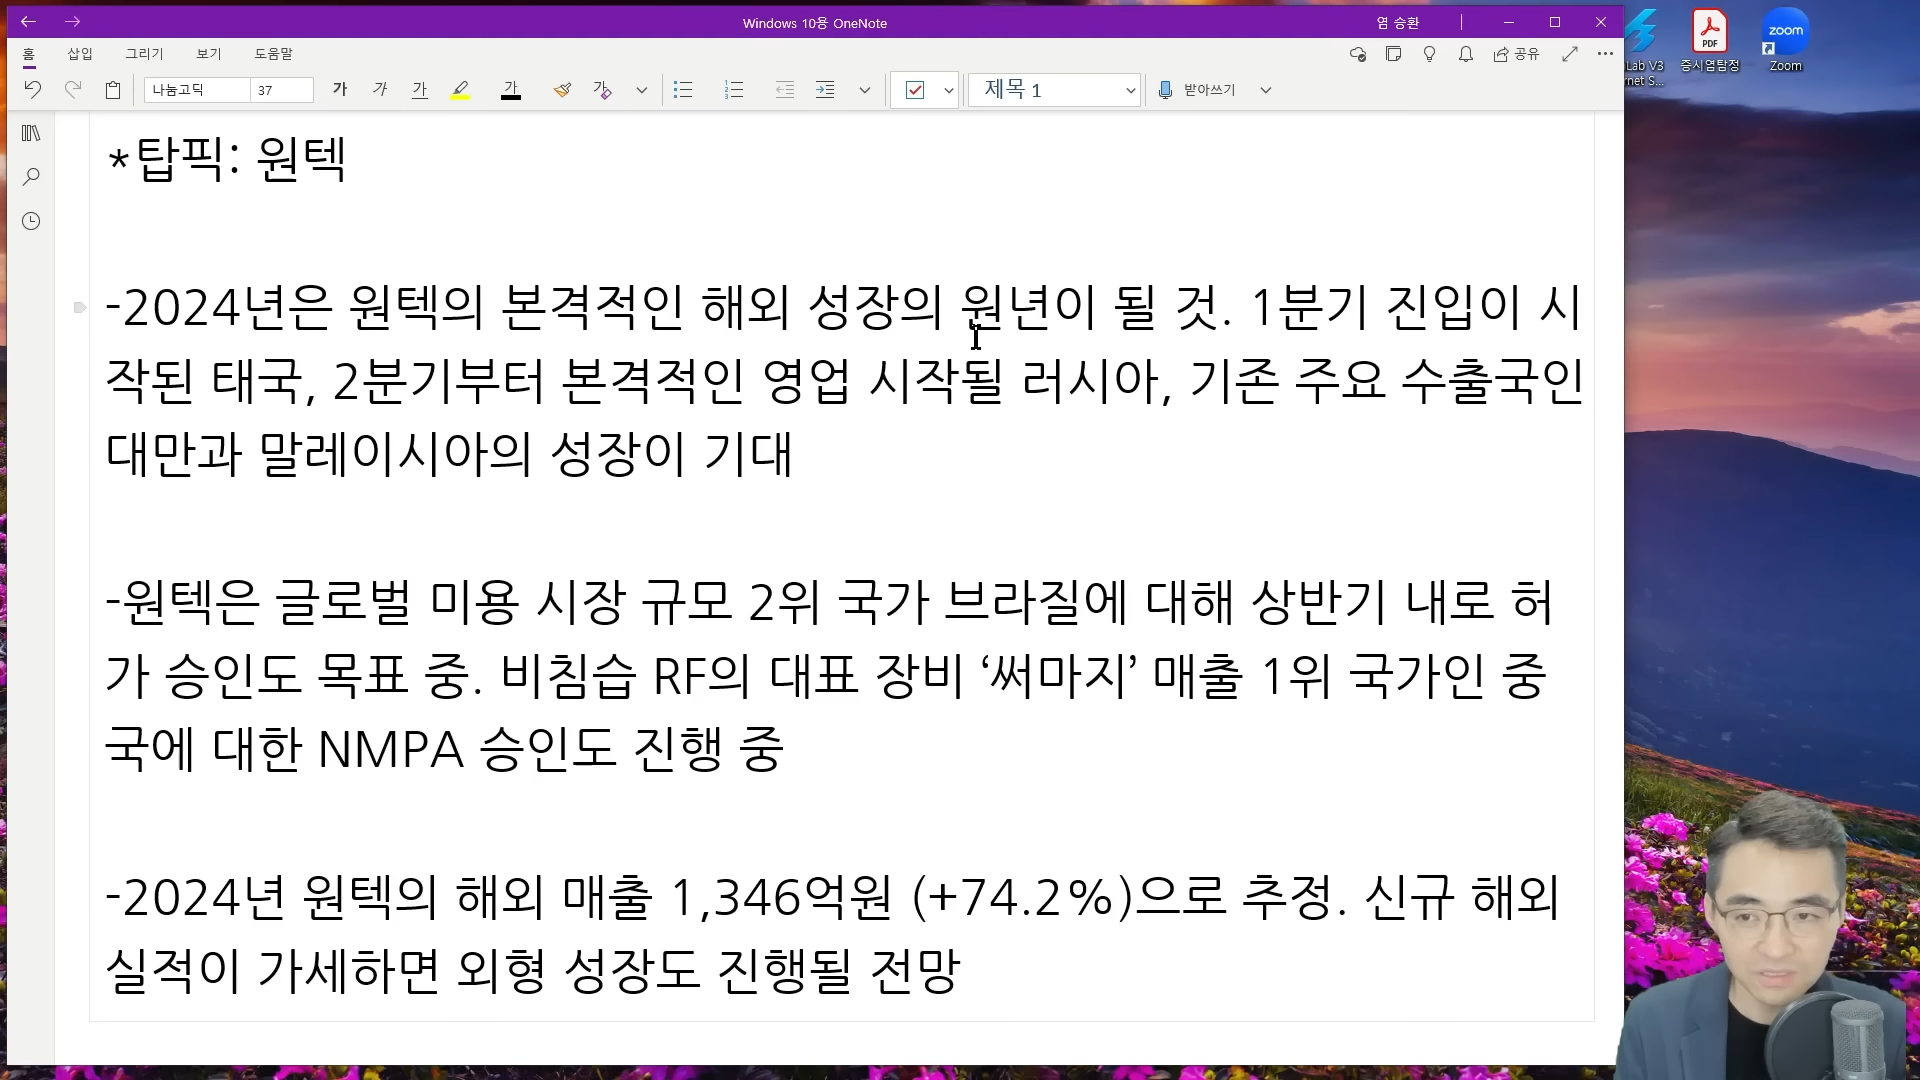 Windows 10용 OneNote
염 승환
홈 삽입 그리기 보기 도움말
공유
나눔고딕 37 가 가 가 가 가 제목 1 받아쓰기
*탑픽: 원텍
-2024년은 원텍의 본격적인 해외 성장의 원년이 될 것. 1분기 진입이 시
작된 태국, 2분기부터 본격적인 영업 시작될 러시아, 기존 주요 수출국인
대만과 말레이시아의 성장이 기대
-원텍은 글로벌 미용 시장 규모 2위 국가 브라질에 대해 상반기 내로 허
가 승인도 목표 중. 비침습 RF의 대표 장비 ‘써마지’ 매출 1위 국가인 중
국에 대한 NMPA 승인도 진행 중
-2024년 원텍의 해외 매출 1,346억원 (+74.2%)으로 추정. 신규 해외
실적이 가세하면 외형 성장도 진행될 전망
Lab V3
rnet S...
PDF
증시염탐정
zoom
Zoom